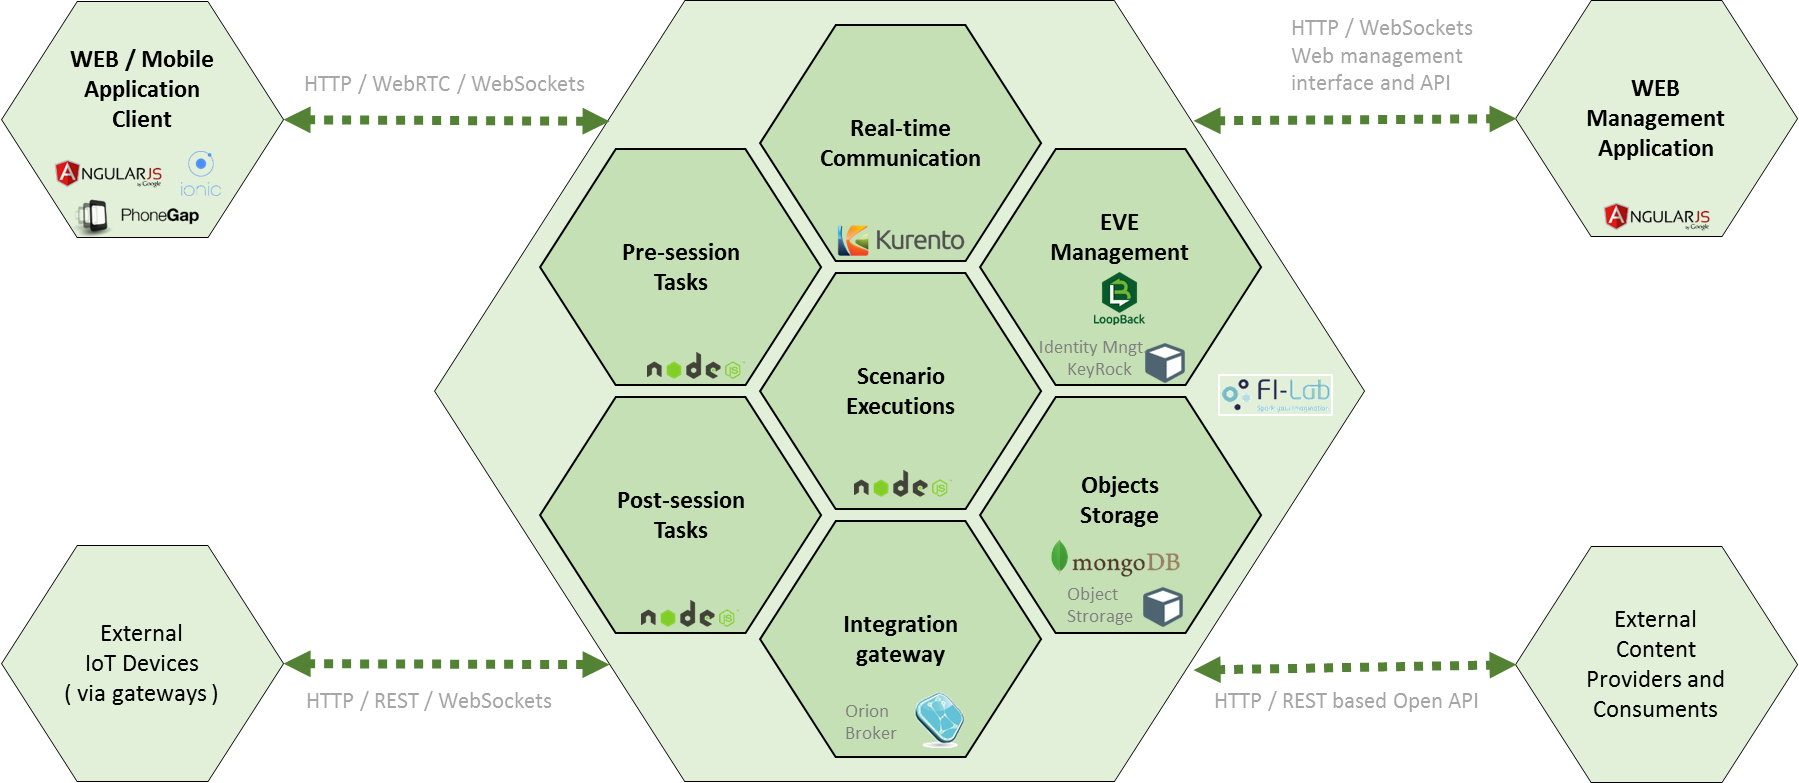 WEB / Mobile
Application
Client
ANGULARJS
by Google
ionic
PhoneGap
HTTP / WebRTC / WebSockets
HTTP / WebSockets
Web management
interface and API
WEB
Management
Application
ANGULARJS
by Google
Real-time
Communication
Kurento
Pre-session
Tasks
node JS
EVE
Management
LoopBack
Identity Mngt.
KeyRock
Scenario
Executions
node JS
FI-Lab
Spark your imagination
Post-session
Tasks
node JS
Objects
Storage
mongoDB
Object
Strorage
Integration
gateway
Orion
Broker
External
IoT Devices
( via gateways )
HTTP / REST / WebSockets
HTTP / REST based Open API
External
Content
Providers and
Consuments